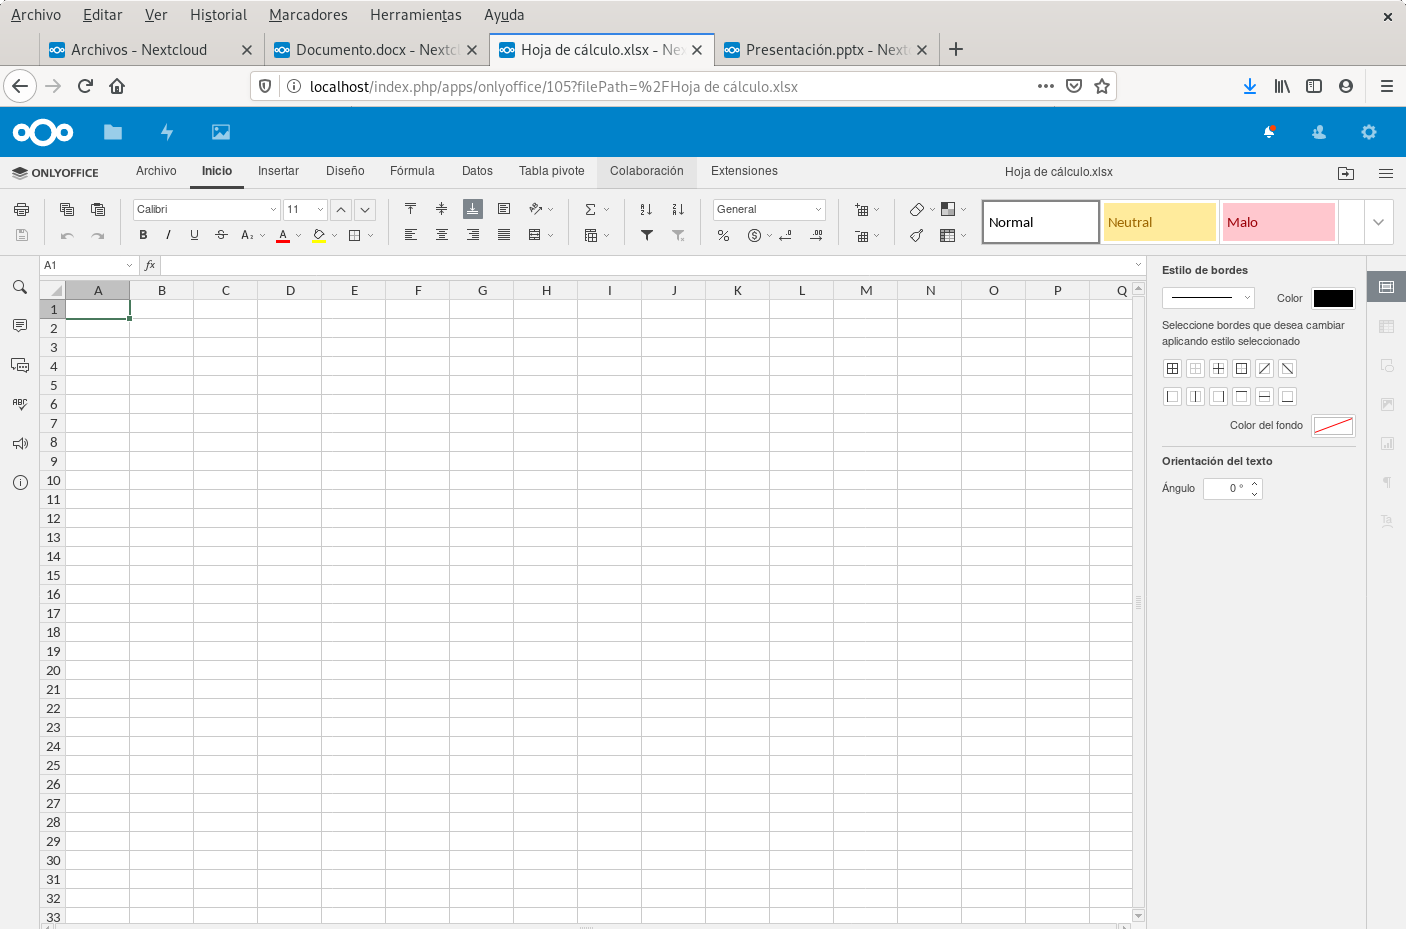 Archivo Editar Ver Historial Marcadores Herramientas Ayuda
Archivos - Nextcloud Documento.docx - Nextcl Hoja de cálculo.xlsx - Nex Presentación.pptx - Next
localhost/index.php/apps/onlyoffice/105?filePath=%2FHoja de cálculo.xlsx
ONLYOFFICE Archivo Inicio Insertar Diseño Fórmula Datos Tabla pivote Colaboración Extensiones Hoja de cálculo.xlsx
Calibri 11 General
Normal Neutral Malo
A1 fx
A B C D E F G H I J K L M N O P Q
1
2
3
4
5
6
7
8
9
10
11
12
13
14
15
16
17
18
19
20
21
22
23
24
25
26
27
28
29
30
31
32
33
Estilo de bordes
Color
Seleccione bordes que desea cambiar
aplicando estilo seleccionado
Color del fondo
Orientación del texto
Ángulo 0 °